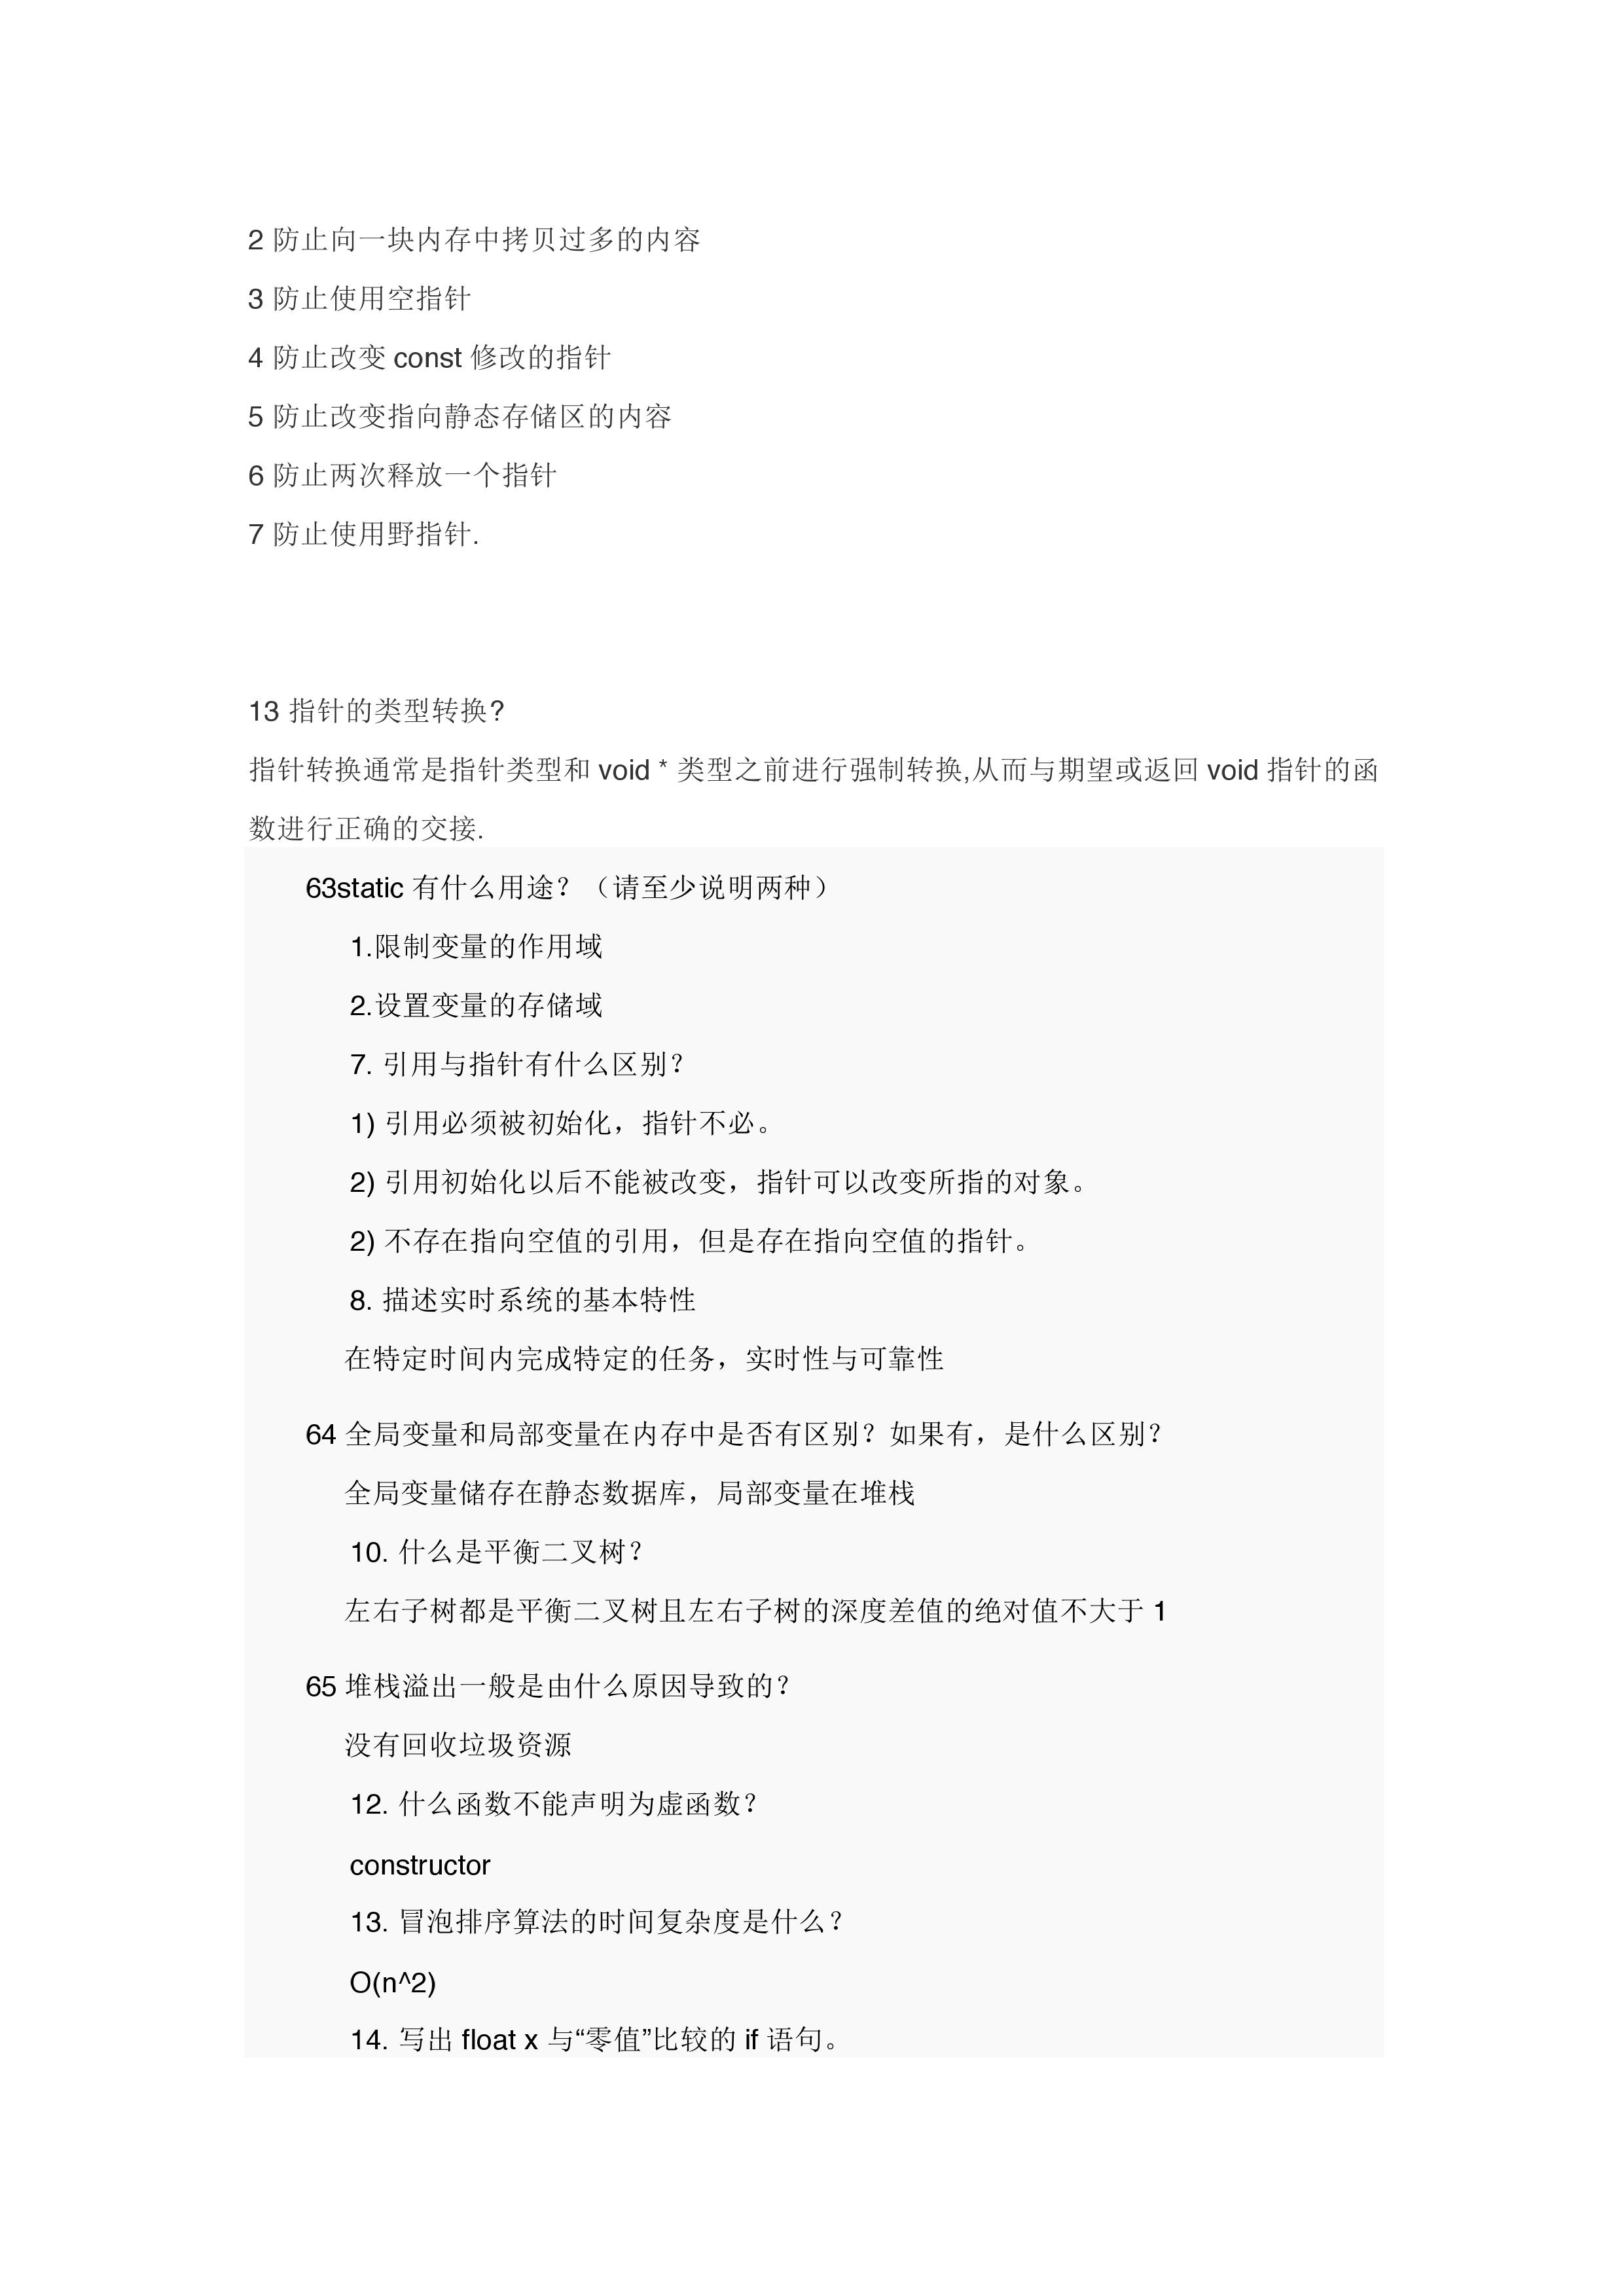 2 防止向一块内存中拷贝过多的内容
3 防止使用空指针
4 防止改变 const 修改的指针
5 防止改变指向静态存储区的内容
6 防止两次释放一个指针
7 防止使用野指针.
13 指针的类型转换?
指针转换通常是指针类型和 void * 类型之前进行强制转换,从而与期望或返回 void 指针的函
数进行正确的交接.
63static 有什么用途？（请至少说明两种）
1.限制变量的作用域
2.设置变量的存储域
7. 引用与指针有什么区别？
1) 引用必须被初始化，指针不必。
2) 引用初始化以后不能被改变，指针可以改变所指的对象。
2) 不存在指向空值的引用，但是存在指向空值的指针。
8. 描述实时系统的基本特性
在特定时间内完成特定的任务，实时性与可靠性
64 全局变量和局部变量在内存中是否有区别？如果有，是什么区别？
全局变量储存在静态数据库，局部变量在堆栈
10. 什么是平衡二叉树？
左右子树都是平衡二叉树且左右子树的深度差值的绝对值不大于 1
65 堆栈溢出一般是由什么原因导致的？
没有回收垃圾资源
12. 什么函数不能声明为虚函数？
constructor
13. 冒泡排序算法的时间复杂度是什么？
O(n^2)
14. 写出 float x 与“零值”比较的 if 语句。